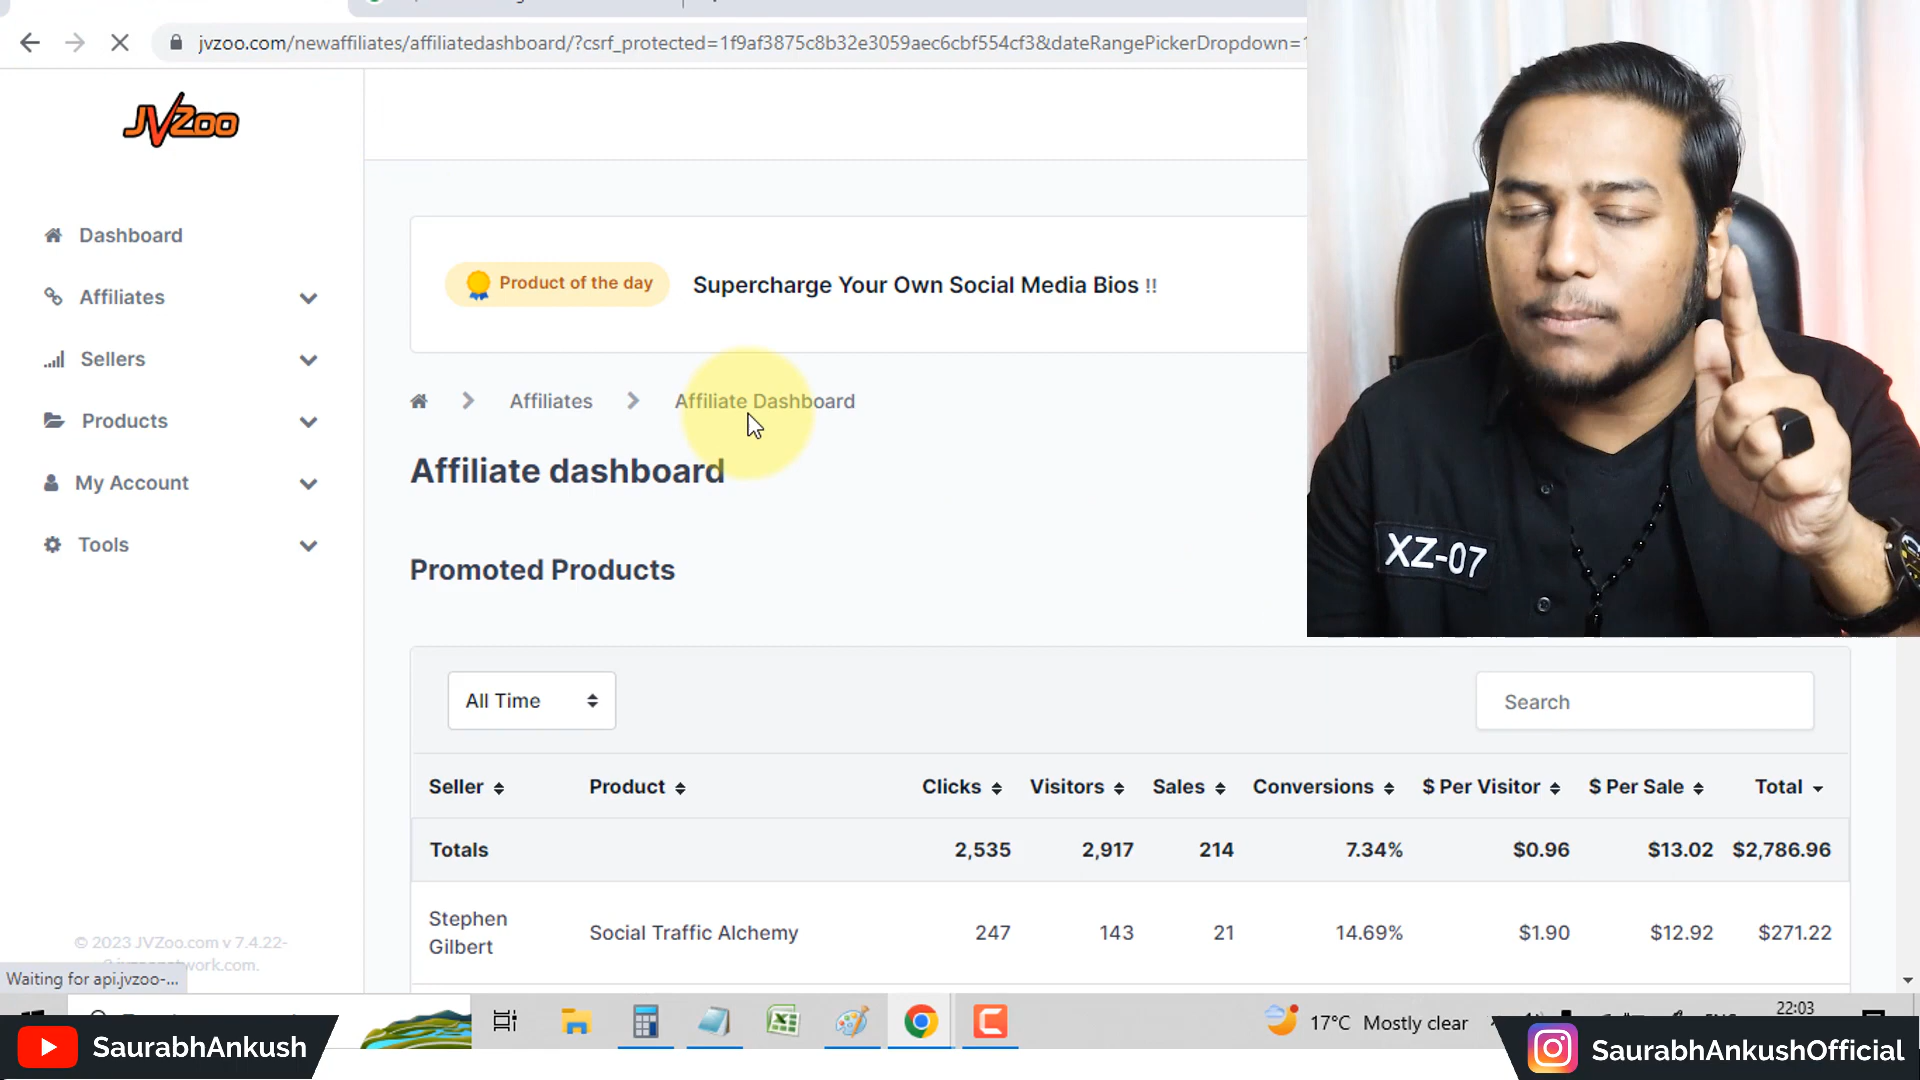 jvzoo.com/newaffiliates/affiliatedashboard/?csrf_protected=1f9af3875c8b32e3059aec6cbf554cf3&dateRangePickerDropdown=
JVZoo
Dashboard
Affiliates
Sellers
Products
My Account
Tools
Product of the day Supercharge Your Own Social Media Bios !!
Affiliates Affiliate Dashboard
Affiliate dashboard
Promoted Products
All Time
Search
Seller Product Clicks Visitors Sales Conversions $ Per Visitor $ Per Sale Total
Totals 2,535 2,917 214 7.34% $0.96 $13.02 $2,786.96
Stephen Gilbert Social Traffic Alchemy 247 143 21 14.69% $1.90 $12.92 $271.22
XZ-07
© 2023 JVZoo.com v 7.4.22-
work.com.
Waiting for api.jvzoo-...
17°C Mostly clear
22:03
SaurabhAnkush
SaurabhAnkushOfficial